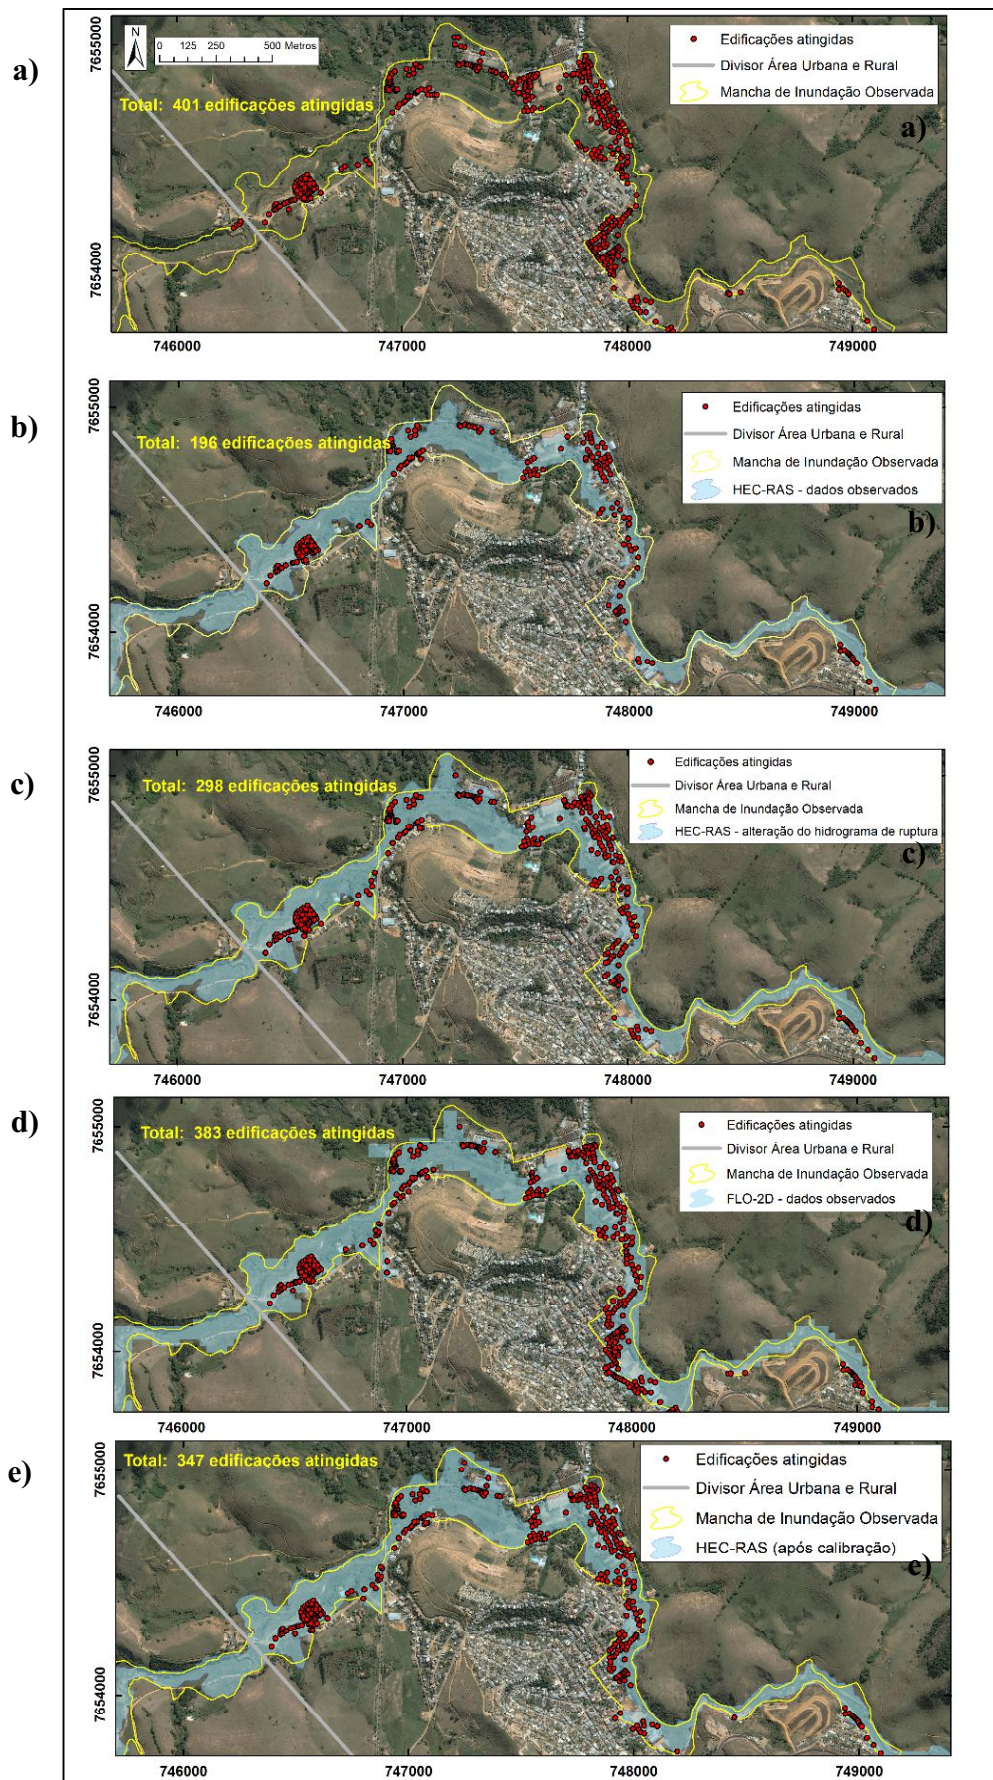 a)
7655000
7654000
N
0 125 250 500 Metros
Total: 401 edificações atingidas
Edificações atingidas
Divisor Área Urbana e Rural
Mancha de Inundação Observada
a)
746000 747000 748000 749000
b)
7655000
7654000
Total: 196 edificações atingidas
Edificações atingidas
Divisor Área Urbana e Rural
Mancha de Inundação Observada
HEC-RAS - dados observados
b)
746000 747000 748000 749000
c)
7655000
7654000
Total: 298 edificações atingidas
Edificações atingidas
Divisor Área Urbana e Rural
Mancha de Inundação Observada
HEC-RAS - alteração do hidrograma de ruptura
c)
746000 747000 748000 749000
d)
7655000
7654000
Total: 383 edificações atingidas
Edificações atingidas
Divisor Área Urbana e Rural
Mancha de Inundação Observada
FLO-2D - dados observados
d)
746000 747000 748000 749000
e)
7655000
7654000
Total: 347 edificações atingidas
Edificações atingidas
Divisor Área Urbana e Rural
Mancha de Inundação Observada
HEC-RAS (após calibração)
e)
746000 747000 748000 749000